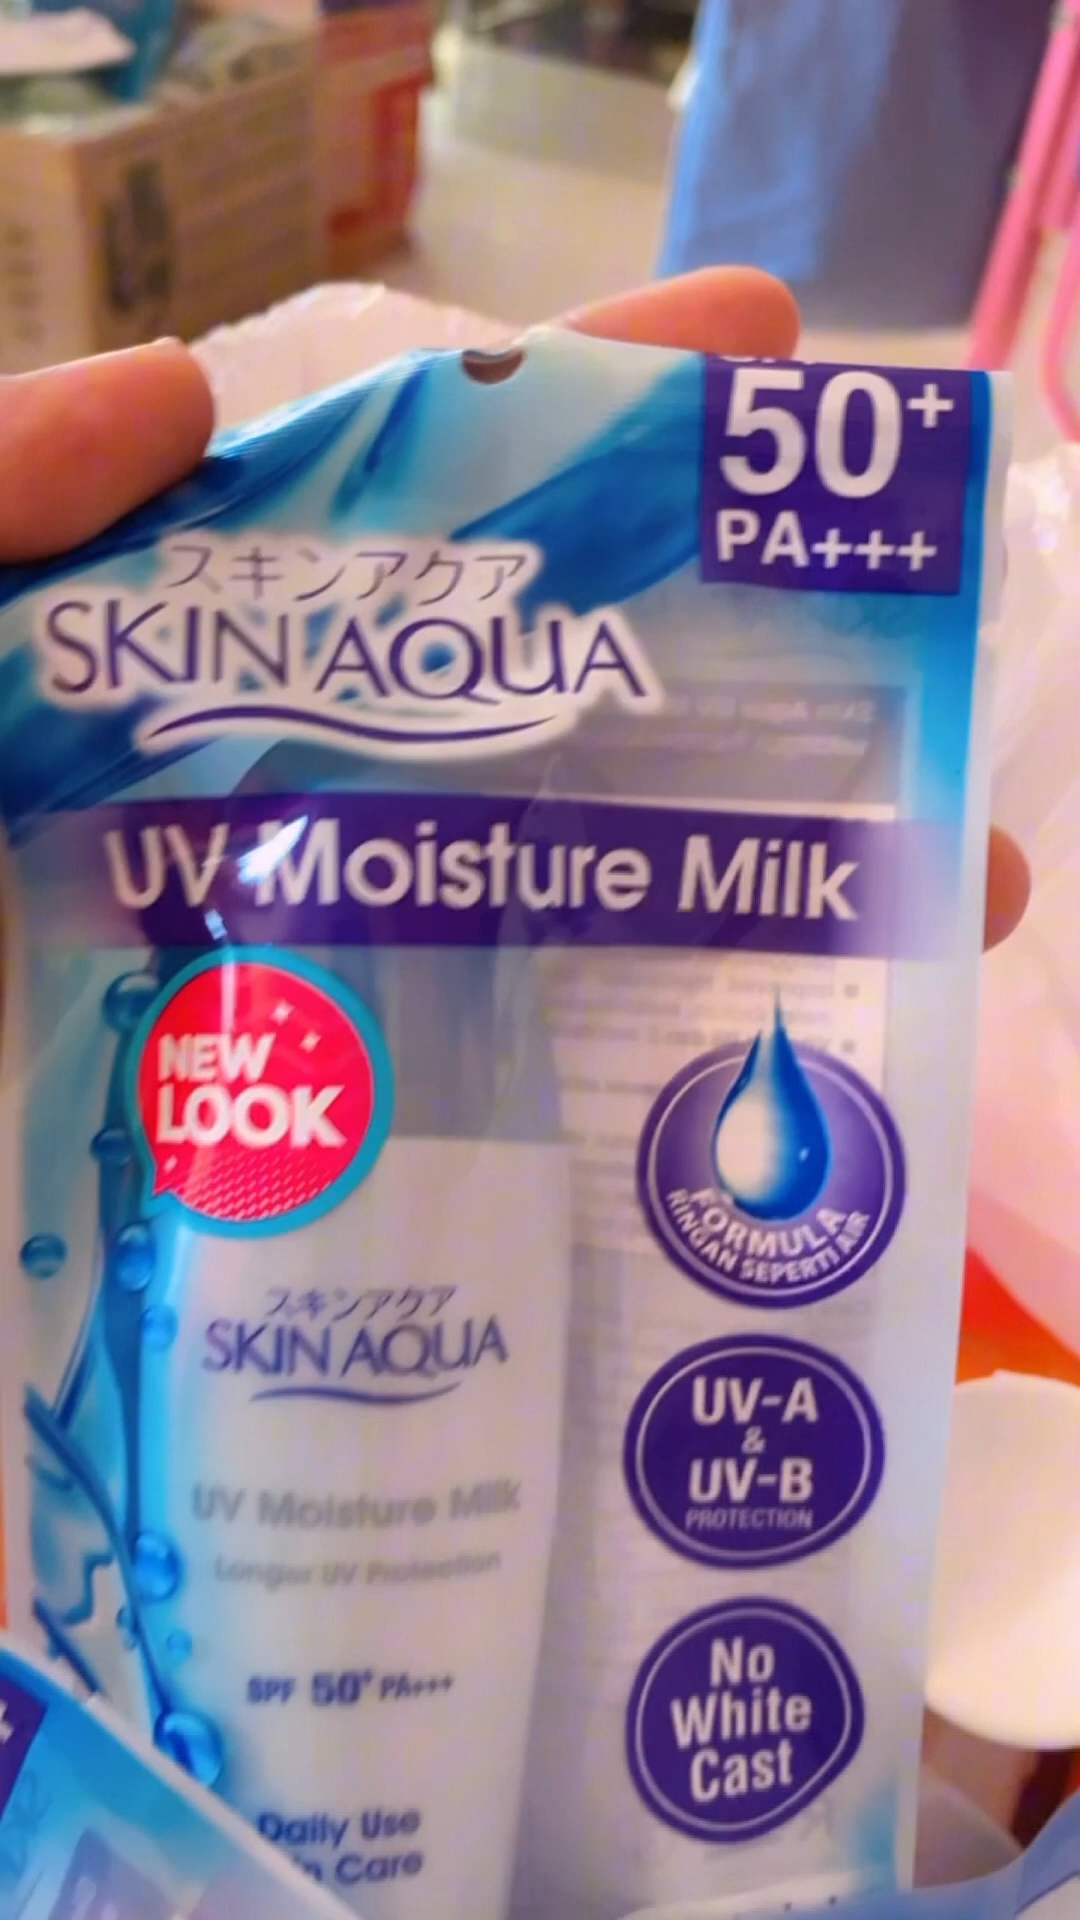 50+
PA+++
スキンアクア
SKIN AQUA
UV Moisture Milk
NEW
LOOK
FORMULA
RINGAN SEPERTI AIR
スキンアクア
SKIN AQUA
UV-A
&
UV-B
PROTECTION
UV Moisture Milk
Longer UV Protection
SPF 50+ PA+++
No
White
Cast
Daily Use
Care